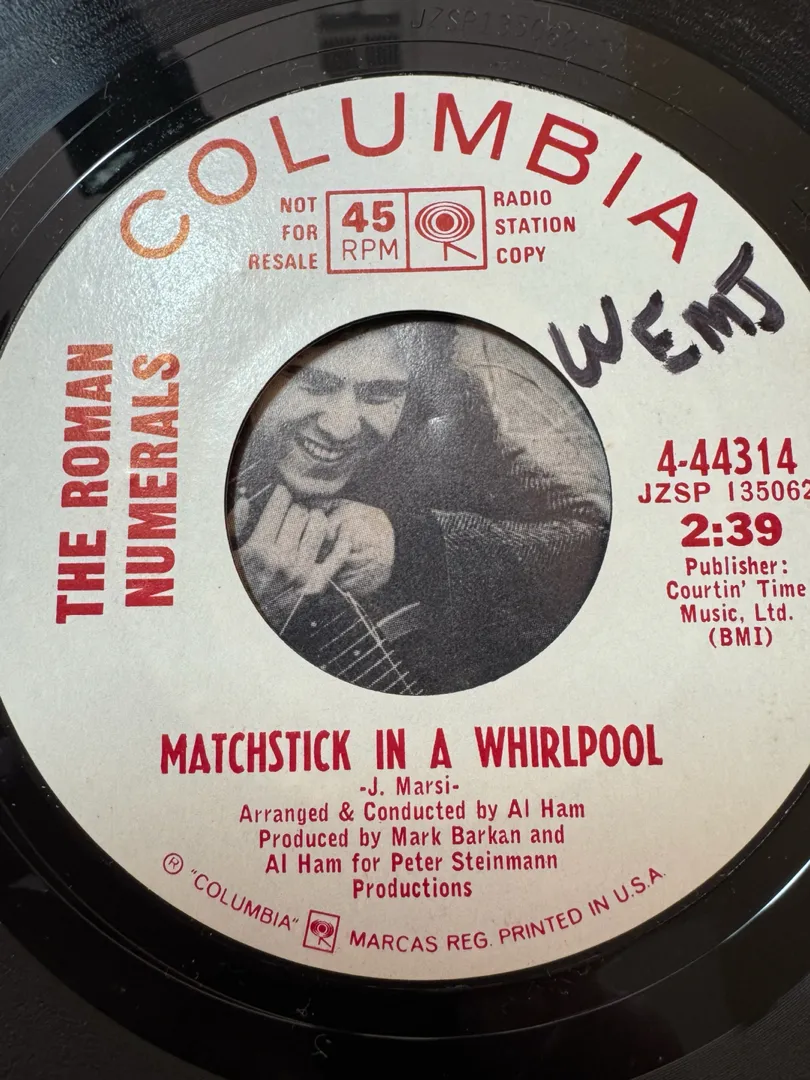 JZSP135062
COLUMBIA
NOT
FOR
RESALE
45
RPM
RADIO
STATION
COPY
WEMJ
THE ROMAN
NUMERALS
4-44314
JZSP 135062
2:39
Publisher:
Courtin' Time
Music, Ltd.
(BMI)
MATCHSTICK IN A WHIRLPOOL
-J. Marsi-
Arranged & Conducted by Al Ham
Produced by Mark Barkan and
Al Ham for Peter Steinmann
Productions
Ⓡ "COLUMBIA" MARCAS REG. PRINTED IN U.S.A.